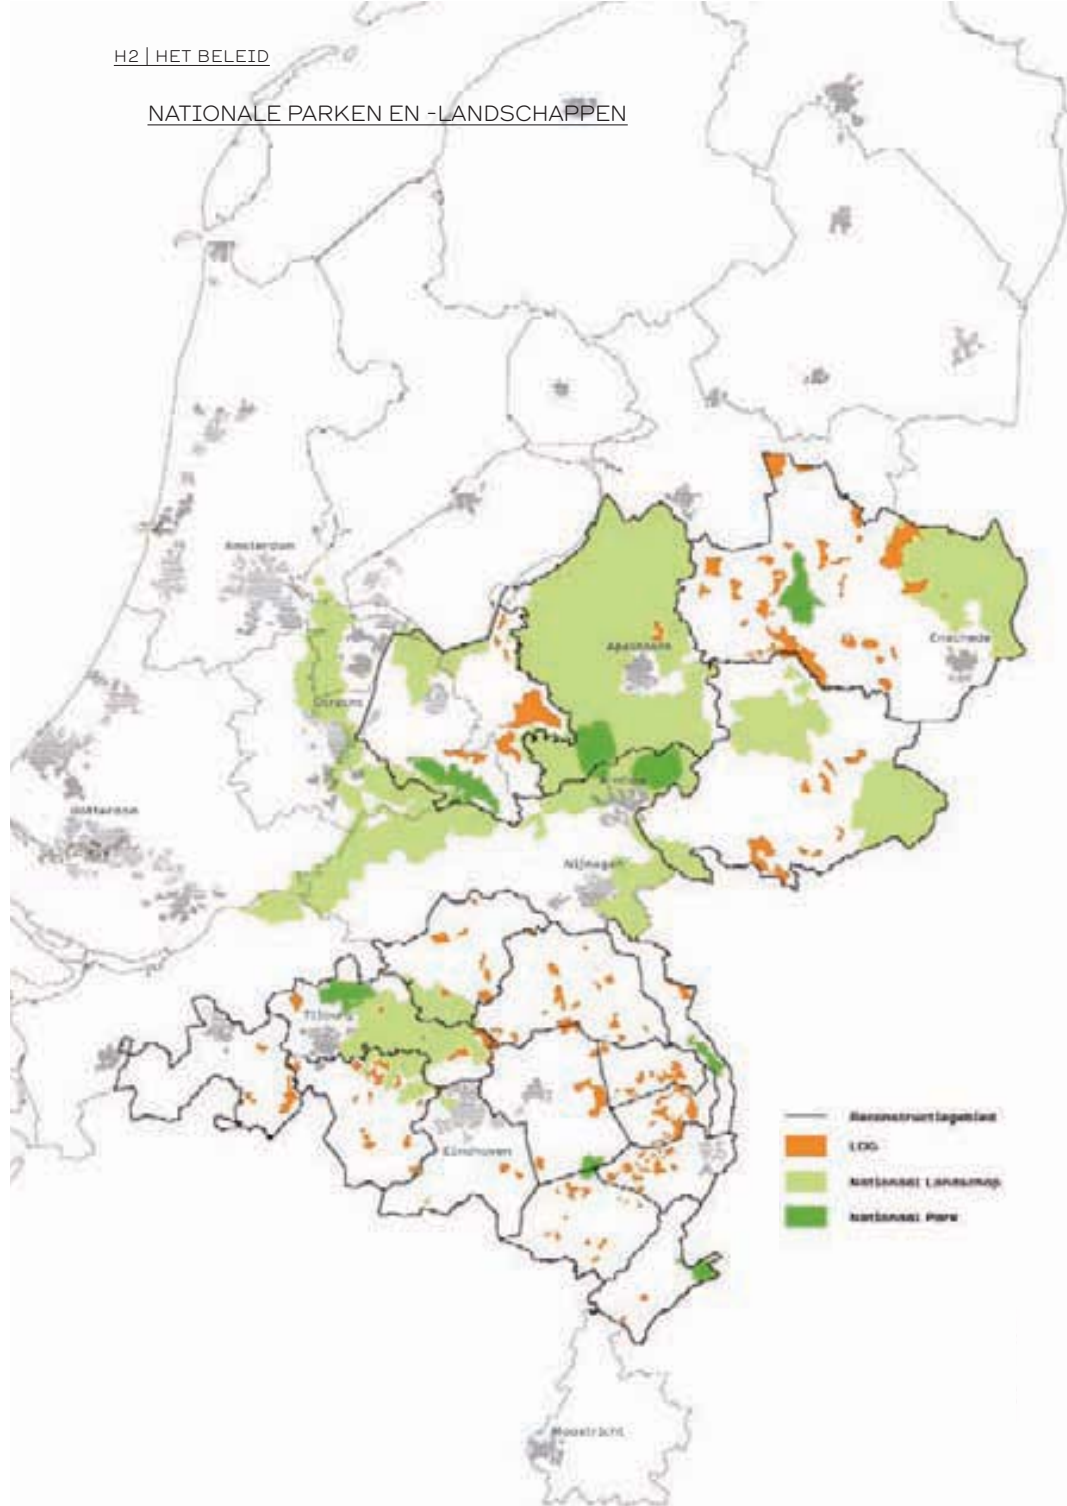 H2 | HET BELEID
NATIONALE PARKEN EN -LANDSCHAPPEN
Amsterdam
Apeldoorn
Enschede
Utrecht
Arnhem
Rotterdam
Nijmegen
Tilburg
Eindhoven
Reconstructiegebied
LOG
Nationaal Landschap
Nationaal Park
Maastricht